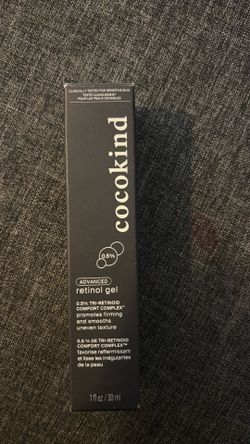 CLINICALLY TESTED FOR SENSITIVE SKIN
TESTÉ CLINIQUEMENT
POUR LES PEAUX SENSIBLES
cocokind
0.5%
ADVANCED
retinol gel
0.5% TRI-RETINOID
COMFORT COMPLEX™
promotes firming
and smooths
uneven texture
0,5 % DE TRI-RETINOID
COMFORT COMPLEX™
favorise raffermissent
et lisse les irrégularités
de la peau
1 fl oz / 30 ml